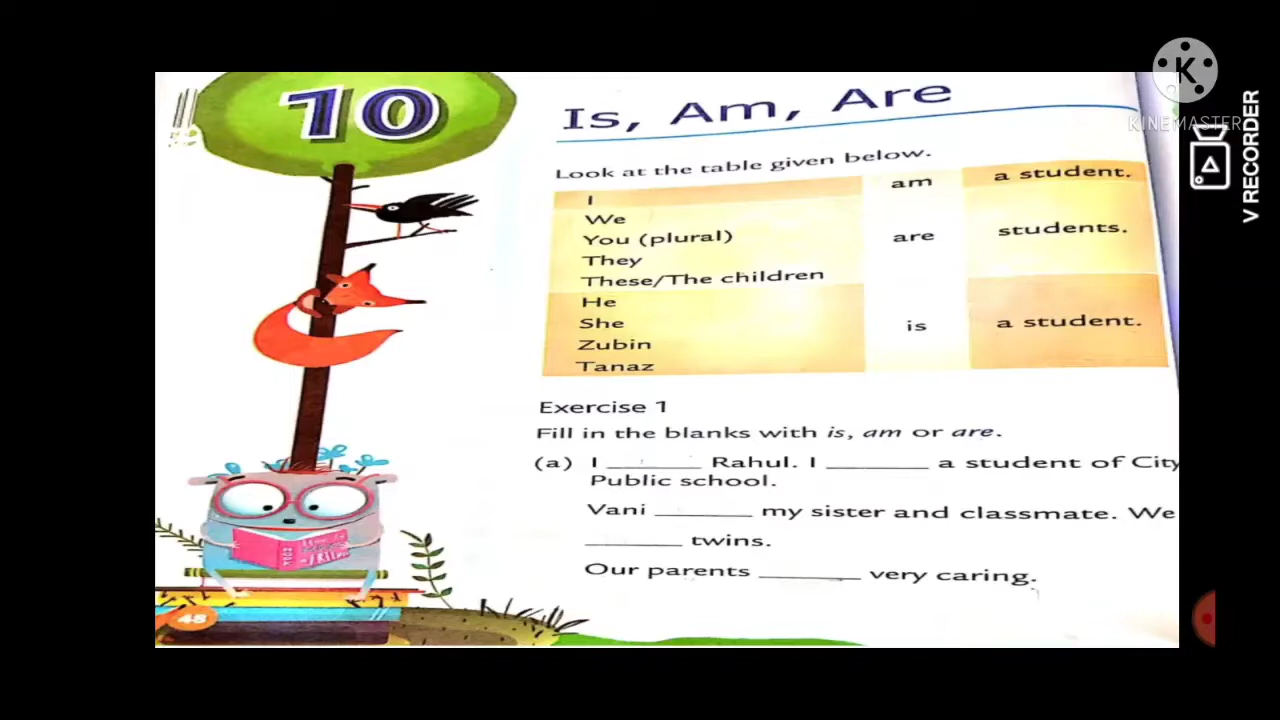 10
Is, Am, Are
Look at the table given below.
I am a student.
We
You (plural) are students.
They
These/The children
He
She is a student.
Zubin
Tanaz
Exercise 1
Fill in the blanks with is, am or are.
(a) I ________ Rahul. I ________ a student of City
Public school.
Vani ________ my sister and classmate. We
________ twins.
Our parents ________ very caring.
48
K
KINEMASTER
V RECORDER